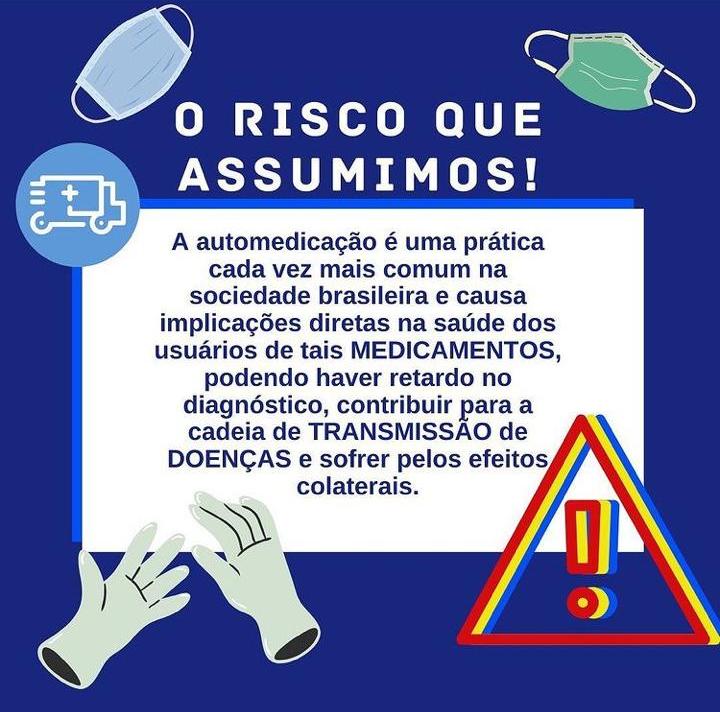 O RISCO QUE
ASSUMIMOS!
A automedicação é uma prática
cada vez mais comum na
sociedade brasileira e causa
implicações diretas na saúde dos
usuários de tais MEDICAMENTOS,
podendo haver retardo no
diagnóstico, contribuir para a
cadeia de TRANSMISSÃO de
DOENÇAS e sofrer pelos efeitos
colaterais.